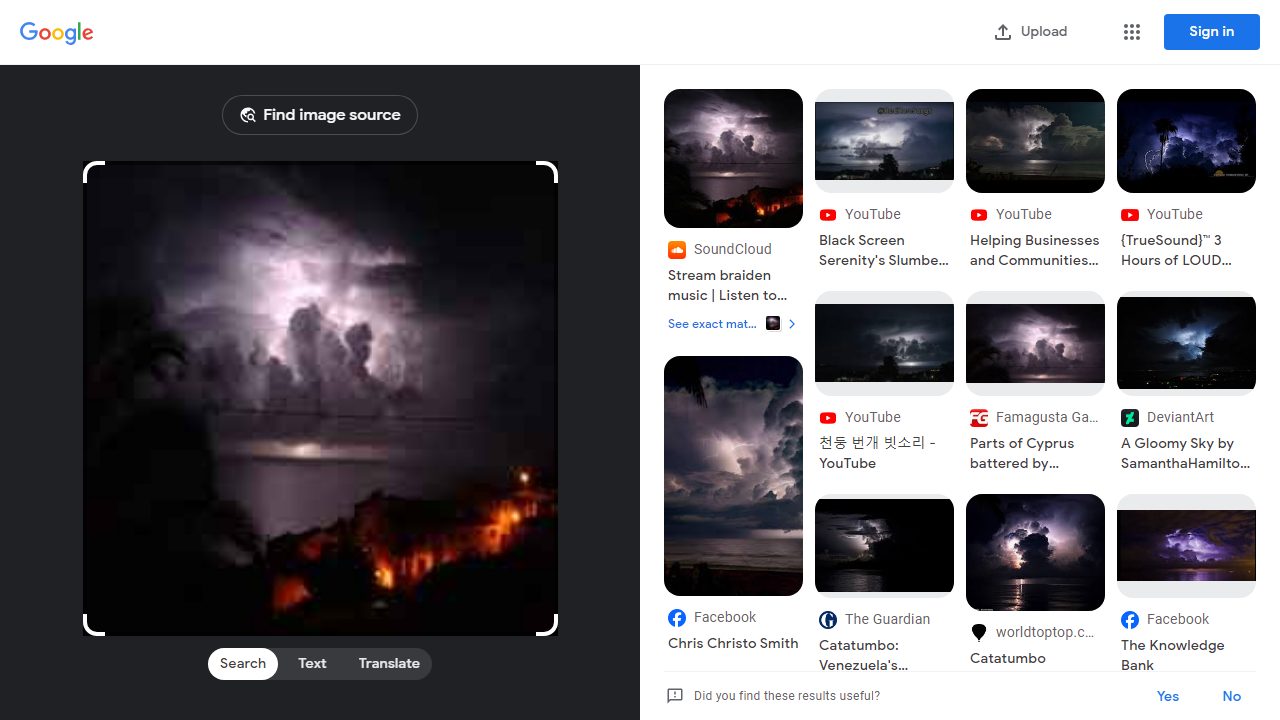 Google
Upload
Sign in
Find image source
Search
Text
Translate
SoundCloud
Stream braiden
music | Listen to...
See exact mat...
Facebook
Chris Christo Smith
YouTube
Black Screen
Serenity's Slumbe...
YouTube
천둥 번개 빗소리 -
YouTube
The Guardian
Catatumbo:
Venezuela's...
YouTube
Helping Businesses
and Communities...
Famagusta Ga...
Parts of Cyprus
battered by...
worldtoptop.c...
Catatumbo
YouTube
{TrueSound}™ 3
Hours of LOUD...
DeviantArt
A Gloomy Sky by
SamanthaHamilto...
Facebook
The Knowledge
Bank
Did you find these results useful?
Yes
No